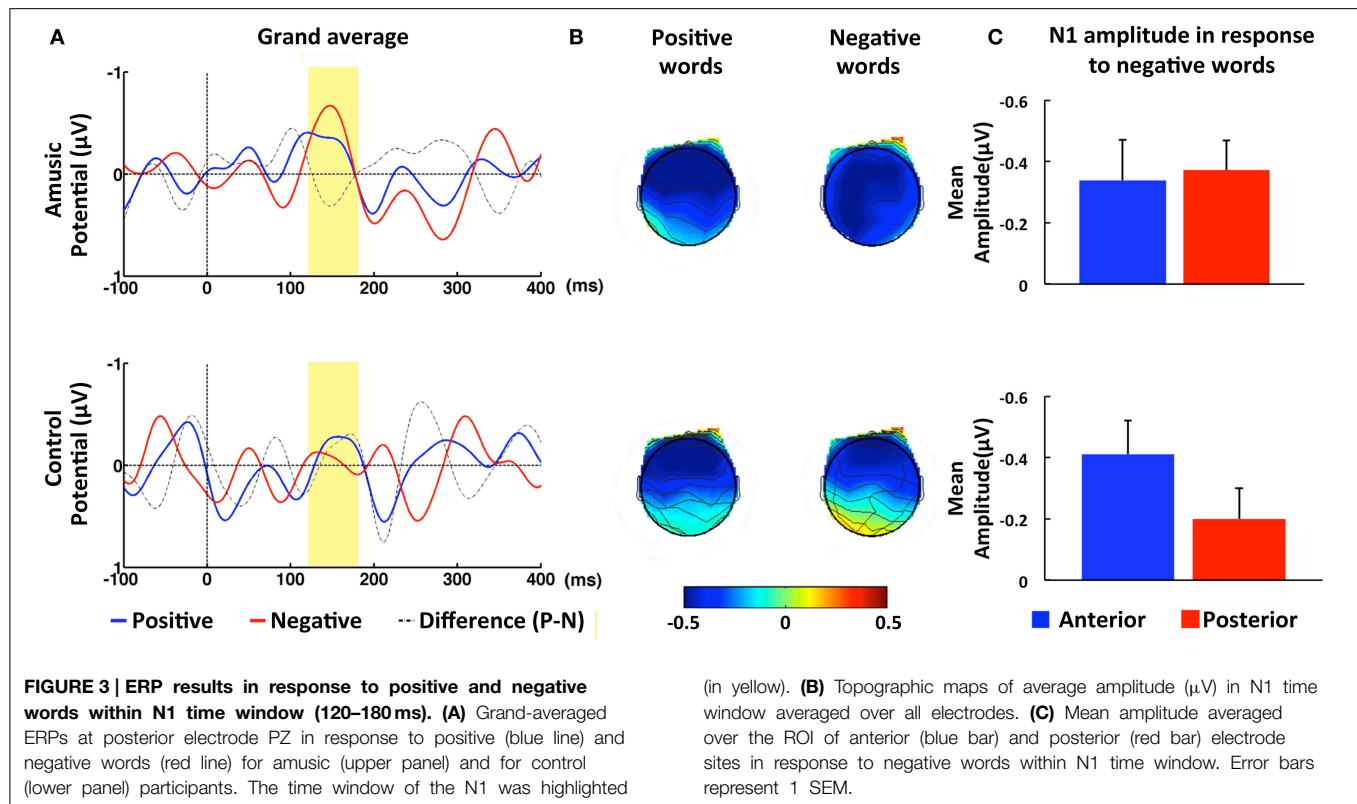 A
Grand average
B
Positive
words
Negative
words
C
N1 amplitude in response
to negative words
Amusic
Potential (µV)
-1
0
1
-100 0 100 200 300 400 (ms)
Mean
Amplitude(µV)
-0.6
-0.4
-0.2
0
Control
Potential (µV)
-1
0
1
-100 0 100 200 300 400 (ms)
Mean
Amplitude(µV)
-0.6
-0.4
-0.2
0
Positive Negative Difference (P-N)
-0.5 0 0.5
Anterior Posterior
FIGURE 3 | ERP results in response to positive and negative
words within N1 time window (120–180 ms). (A) Grand-averaged
ERPs at posterior electrode PZ in response to positive (blue line) and
negative words (red line) for amusic (upper panel) and for control
(lower panel) participants. The time window of the N1 was highlighted
(in yellow). (B) Topographic maps of average amplitude (µV) in N1 time
window averaged over all electrodes. (C) Mean amplitude averaged
over the ROI of anterior (blue bar) and posterior (red bar) electrode
sites in response to negative words within N1 time window. Error bars
represent 1 SEM.